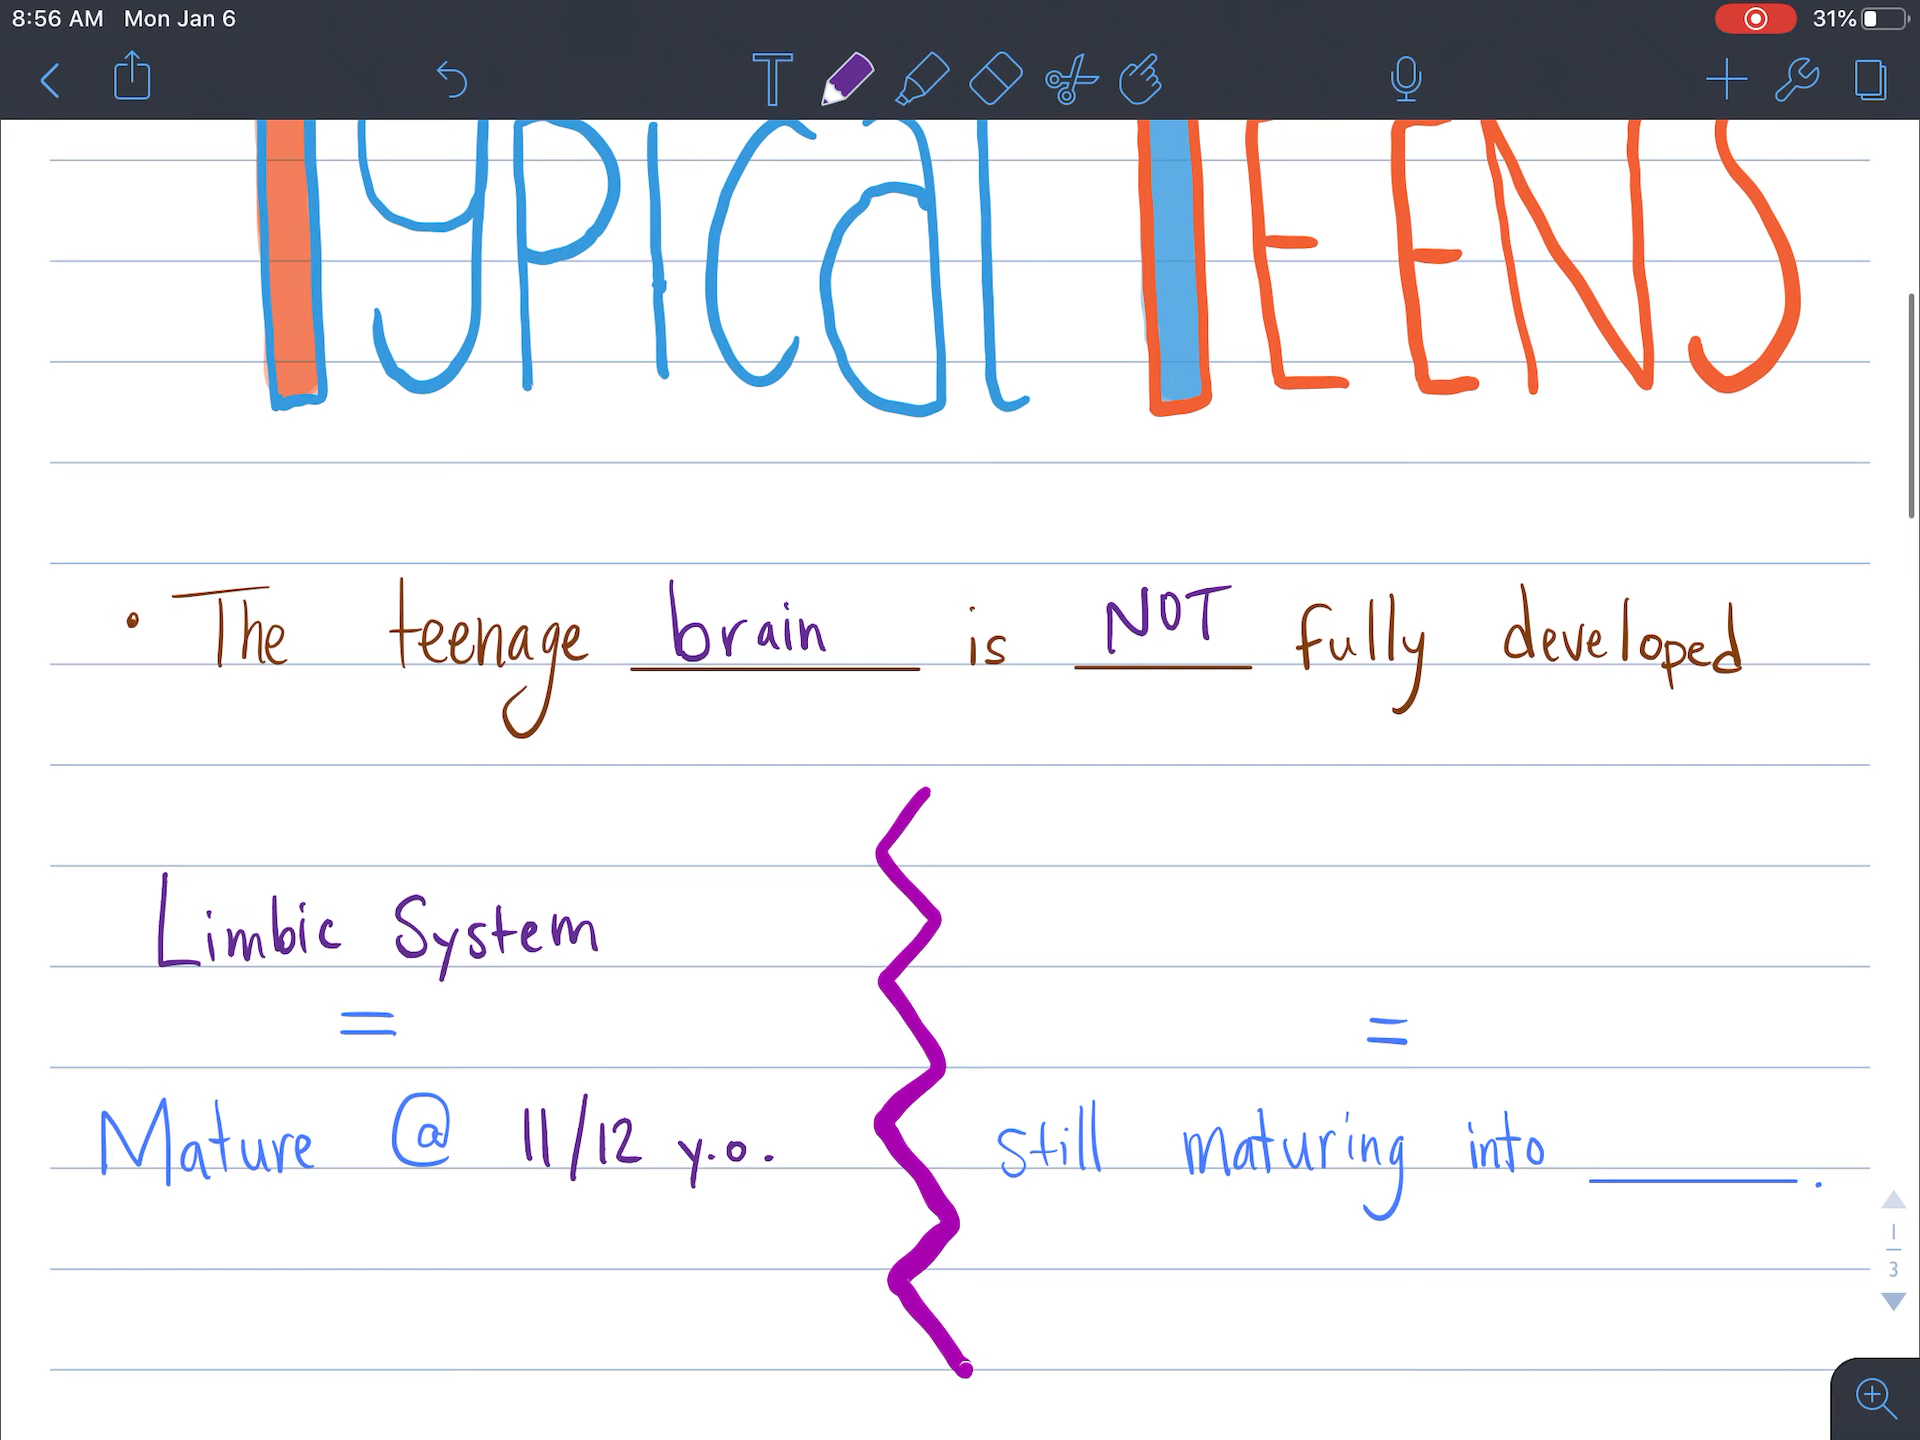 8:56 AM Mon Jan 6 31%
Typical TEENS
• The teenage brain is NOT fully developed
Limbic System
=
=
Mature @ 11/12 y.o.
Still maturing into ______.
1
3